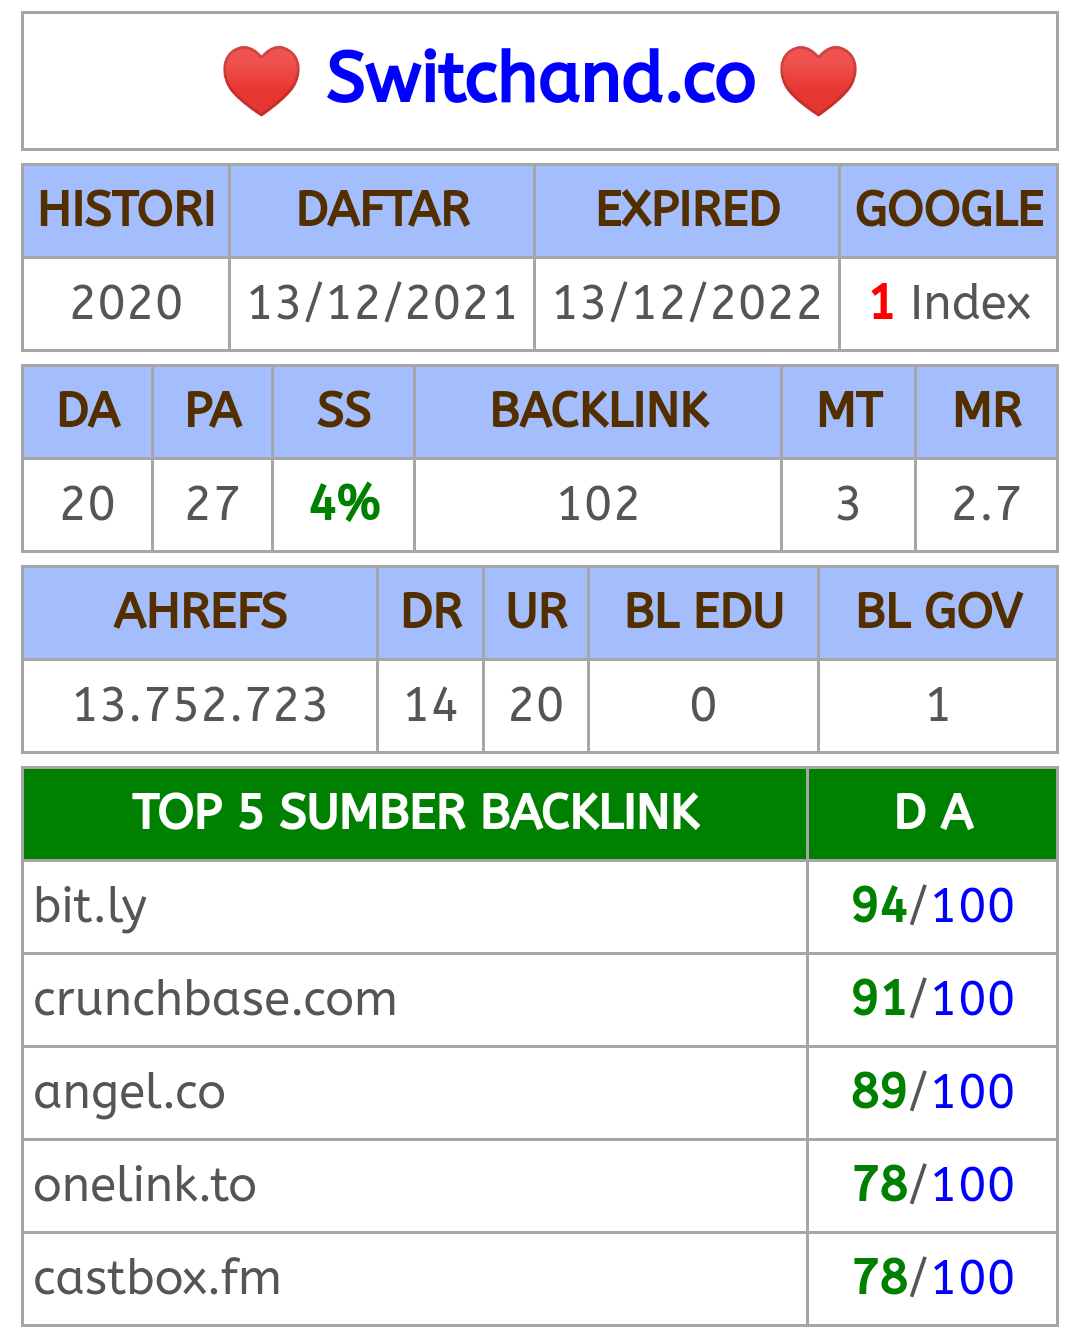 Switchand.co
HISTORI DAFTAR EXPIRED GOOGLE
2020 13/12/2021 13/12/2022 1 Index
DA PA SS BACKLINK MT MR
20 27 4% 102 3 2.7
AHREFS DR UR BL EDU BL GOV
13.752.723 14 20 0 1
TOP 5 SUMBER BACKLINK D A
bit.ly 94/100
crunchbase.com 91/100
angel.co 89/100
onelink.to 78/100
castbox.fm 78/100